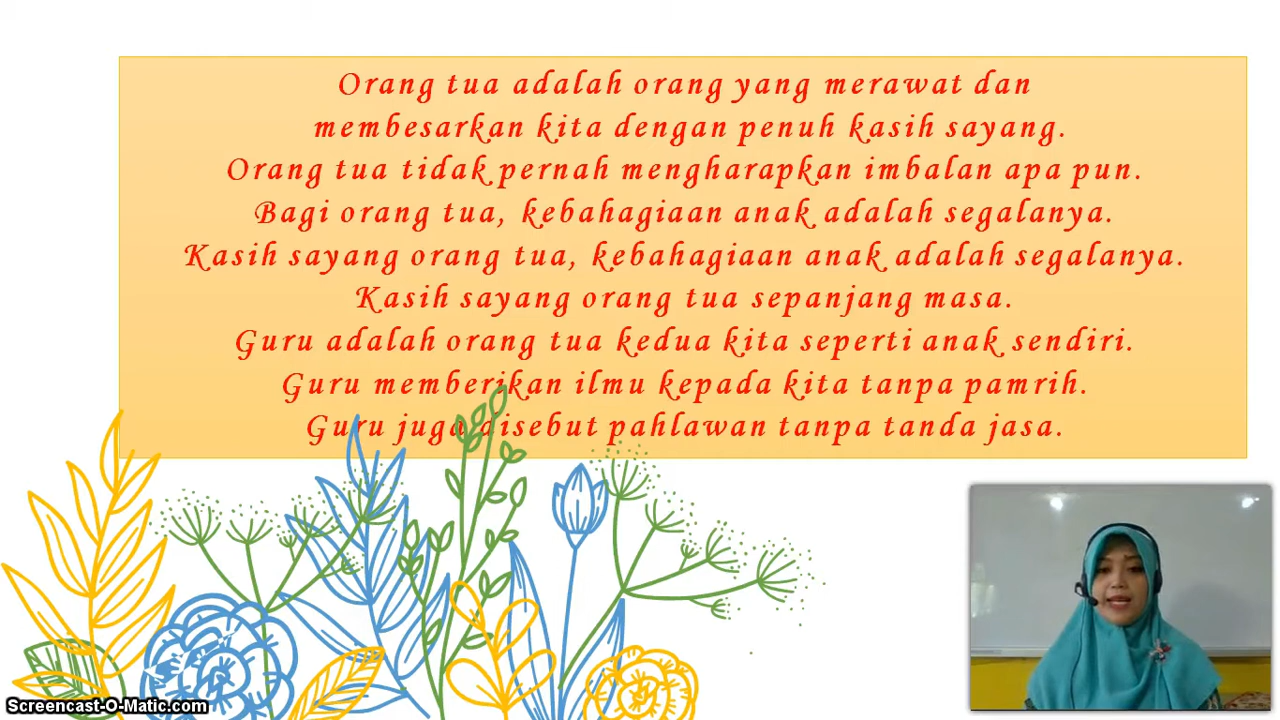 Orang tua adalah orang yang merawat dan
membesarkan kita dengan penuh kasih sayang.
Orang tua tidak pernah mengharapkan imbalan apa pun.
Bagi orang tua, kebahagiaan anak adalah segalanya.
Kasih sayang orang tua, kebahagiaan anak adalah segalanya.
Kasih sayang orang tua sepanjang masa.
Guru adalah orang tua kedua kita seperti anak sendiri.
Guru memberikan ilmu kepada kita tanpa pamrih.
Guru juga disebut pahlawan tanpa tanda jasa.
Screencast-O-Matic.com